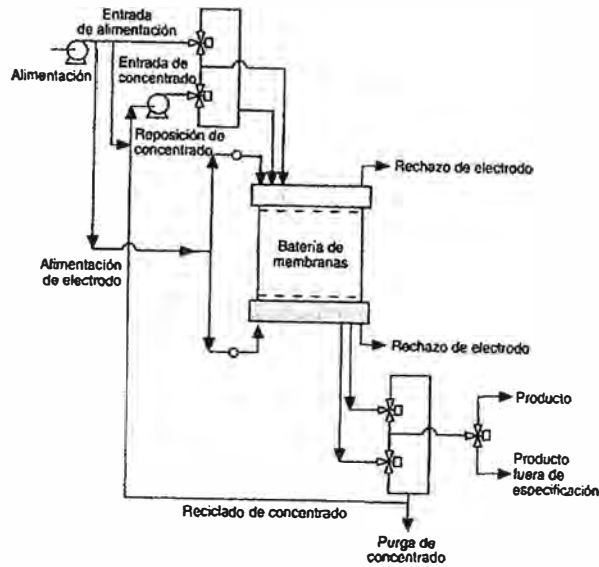 Entrada
de alimentación
Alimentación
Entrada de
concentrado
Reposición de
concentrado
Rechazo de electrodo
Batería de
membranas
Alimentación
de electrodo
Rechazo de electrodo
Producto
Producto
fuera de
especificación
Reciclado de concentrado
Purga de
concentrado